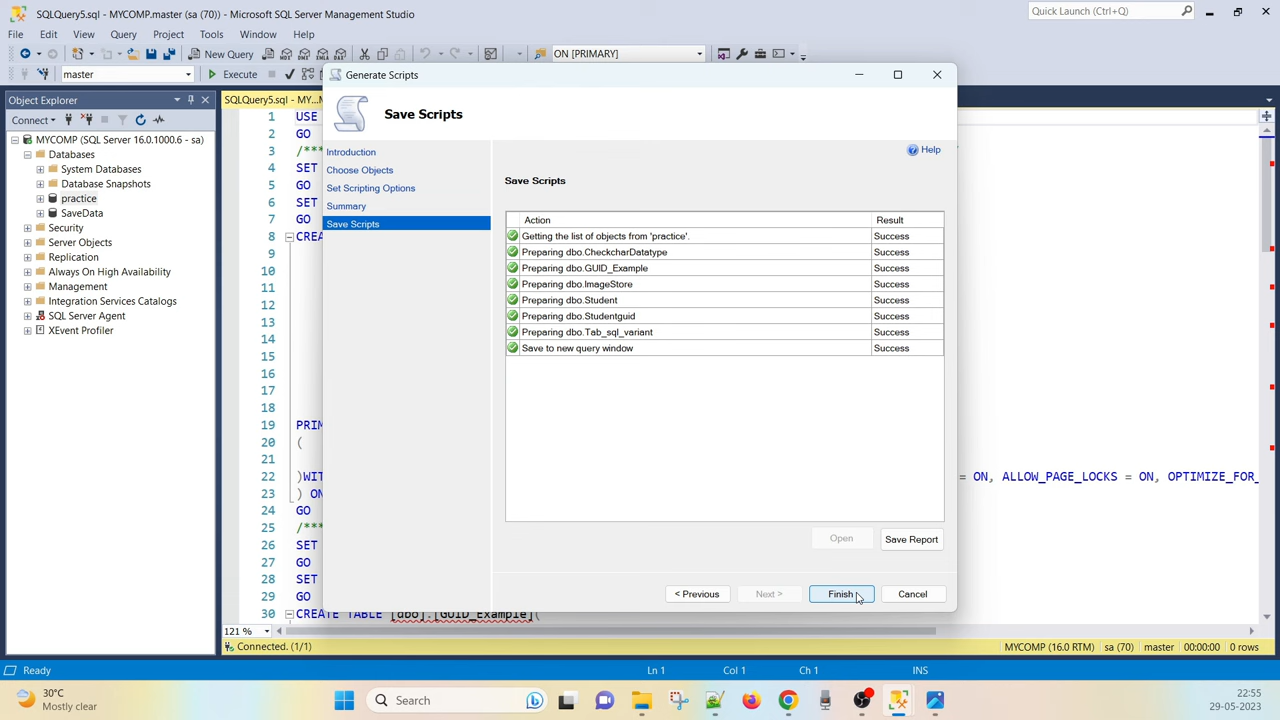 SQLQuery5.sql - MYCOMP.master (sa (70)) - Microsoft SQL Server Management Studio
Quick Launch (Ctrl+Q)
File Edit View Query Project Tools Window Help
New Query
ON [PRIMARY]
master
Execute
Generate Scripts
Object Explorer
SQLQuery5.sql - MY...
Connect
MYCOMP (SQL Server 16.0.1000.6 - sa)
Databases
System Databases
Database Snapshots
practice
SaveData
Security
Server Objects
Replication
Always On High Availability
Management
Integration Services Catalogs
SQL Server Agent
XEvent Profiler
Save Scripts
Help
Introduction
Choose Objects
Set Scripting Options
Summary
Save Scripts
Save Scripts
Action Result
Getting the list of objects from 'practice'. Success
Preparing dbo.CheckcharDatatype Success
Preparing dbo.GUID_Example Success
Preparing dbo.ImageStore Success
Preparing dbo.Student Success
Preparing dbo.Studentguid Success
Preparing dbo.Tab_sql_variant Success
Save to new query window Success
Open Save Report
< Previous Next > Finish Cancel
1 USE
2 GO
3 /***
4 SET
5 GO
6 SET
7 GO
8 CREA
9
10
11
12
13
14
15
16
17
18
19 PRIM
20 (
21
22 )WIT = ON, ALLOW_PAGE_LOCKS = ON, OPTIMIZE_FOR_
23 ) ON
24 GO
25 /***
26 SET
27 GO
28 SET
29 GO
30 CREATE TABLE [dbo].[GUID_Example](
121 %
Connected. (1/1) MYCOMP (16.0 RTM) sa (70) master 00:00:00 0 rows
Ready Ln 1 Col 1 Ch 1 INS
30°C
Mostly clear
Search
22:55
29-05-2023